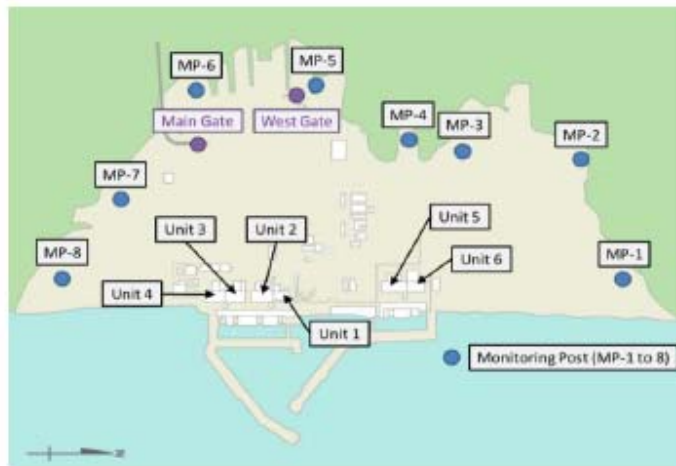 MP-5
MP-6
Main Gate
West Gate
MP-4
MP-3
MP-2
MP-7
Unit 3
Unit 2
Unit 5
Unit 6
MP-8
MP-1
Unit 4
Unit 1
Monitoring Post (MP-1 to 8)
N